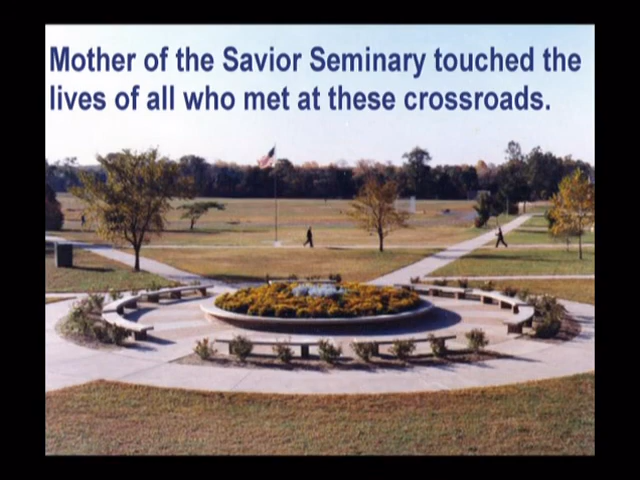 Mother of the Savior Seminary touched the
lives of all who met at these crossroads.